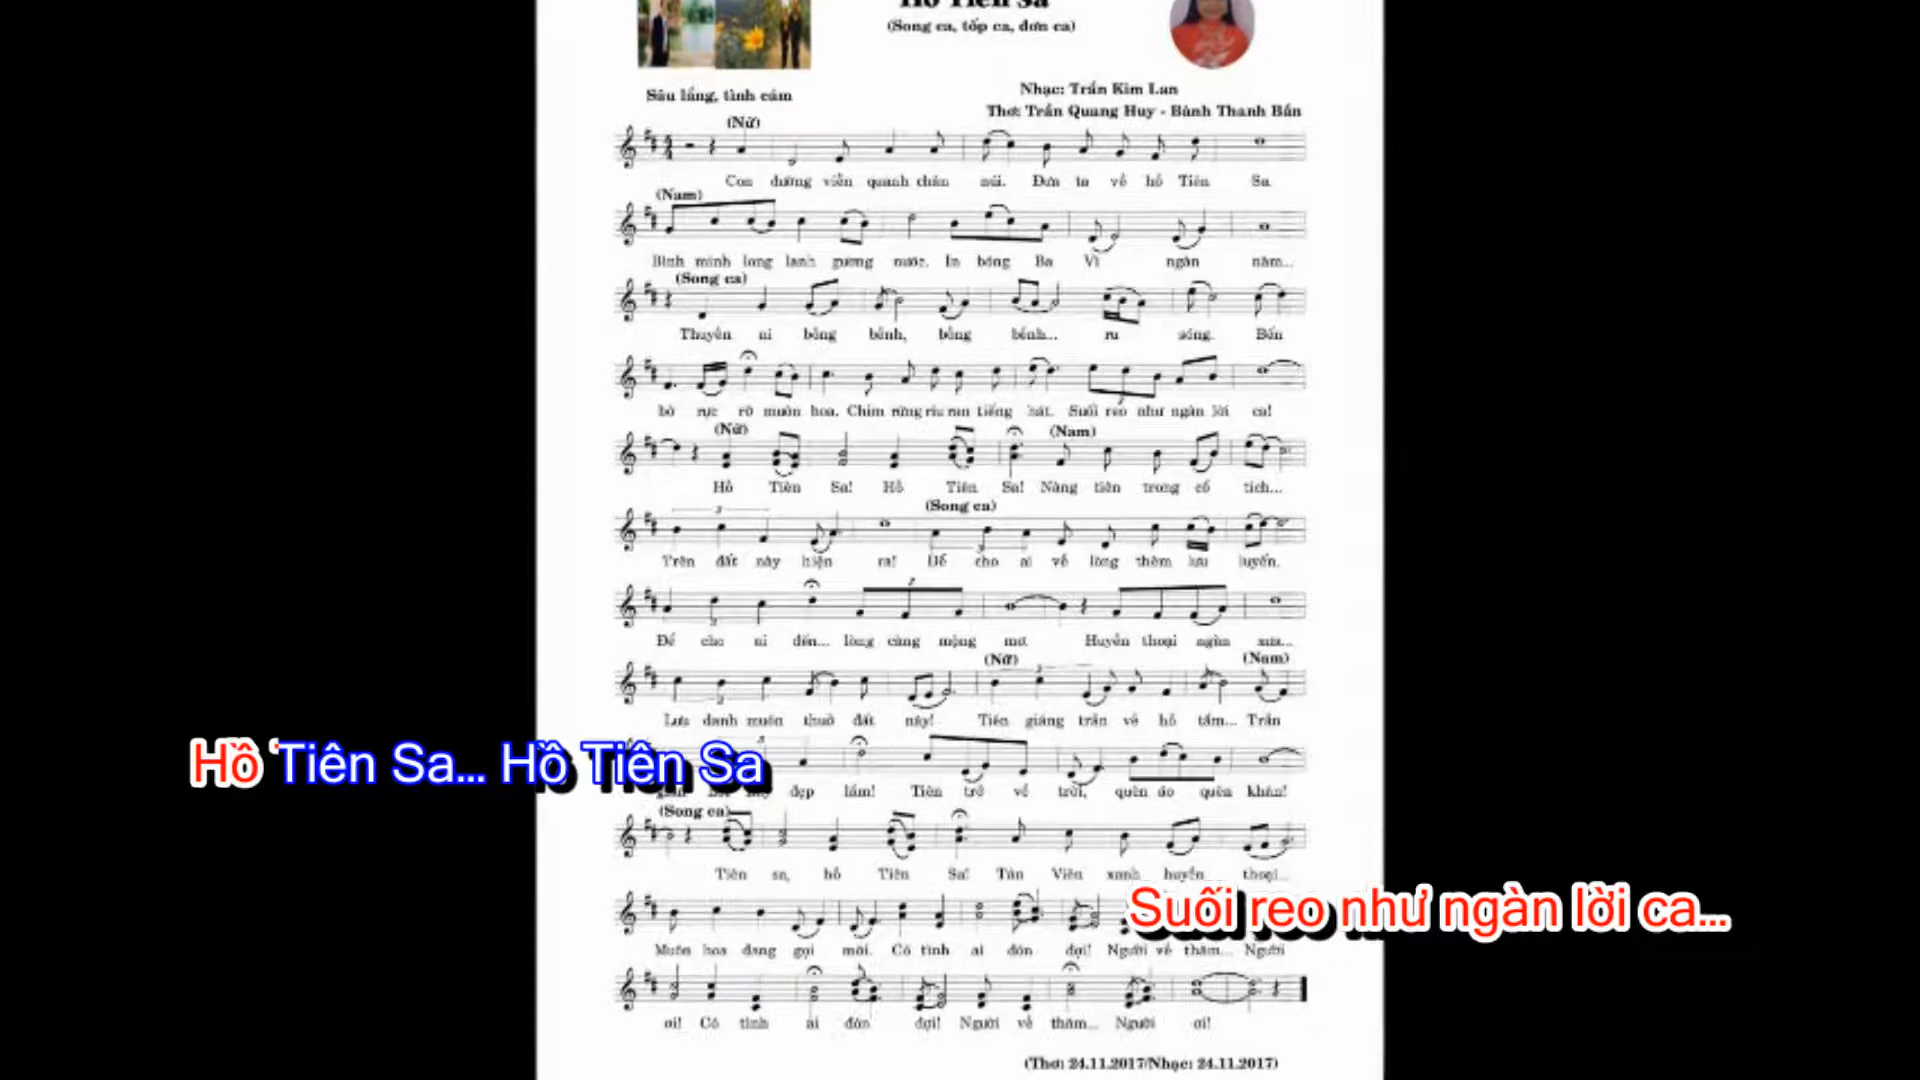 Hồ Tiên Sa
(Song ca, tốp ca, đơn ca)
Sâu lắng, tình cảm
Nhạc: Trần Kim Lan
Thơ: Trần Quang Huy - Bành Thanh Bần
(Nữ)
Con đường viền quanh chân núi. Đưa ta về hồ Tiên Sa
(Nam)
Bình minh long lanh gương nước. In bóng Ba Vì ngàn năm...
(Song ca)
Thuyền ai bồng bềnh, bồng bềnh... ru sóng. Bến
bờ rực rỡ muôn hoa. Chim rừng ríu ran tiếng hát. Suối reo như ngàn lời ca!
(Nữ) (Nam)
Hồ Tiên Sa! Hồ Tiên Sa! Nàng tiên trong cổ tích...
3 (Song ca)
Trên đất này hiện ra! Để cho ai về lòng thêm lưu luyến.
3
Để cho ai đến... lòng càng mộng mơ. Huyền thoại ngàn xưa...
(Nữ) (Nam)
Lưu danh muôn thuở đất này! Tiên giáng trần về hồ tắm... Trần
Hồ Tiên Sa... Hồ Tiên Sa
đẹp lắm! Tiên trở về trời, quên áo quên khăn!
(Song ca)
Tiên sa, hồ Tiên Sa! Tản Viên xanh huyền thoại...
Suối reo như ngàn lời ca...
Muôn hoa đang gọi mời. Có tình ai đón đợi! Người về thăm... Người
ơi! Có tình ai đón đợi! Người về thăm... Người ơi!
(Thơ: 24.11.2017/Nhạc: 24.11.2017)